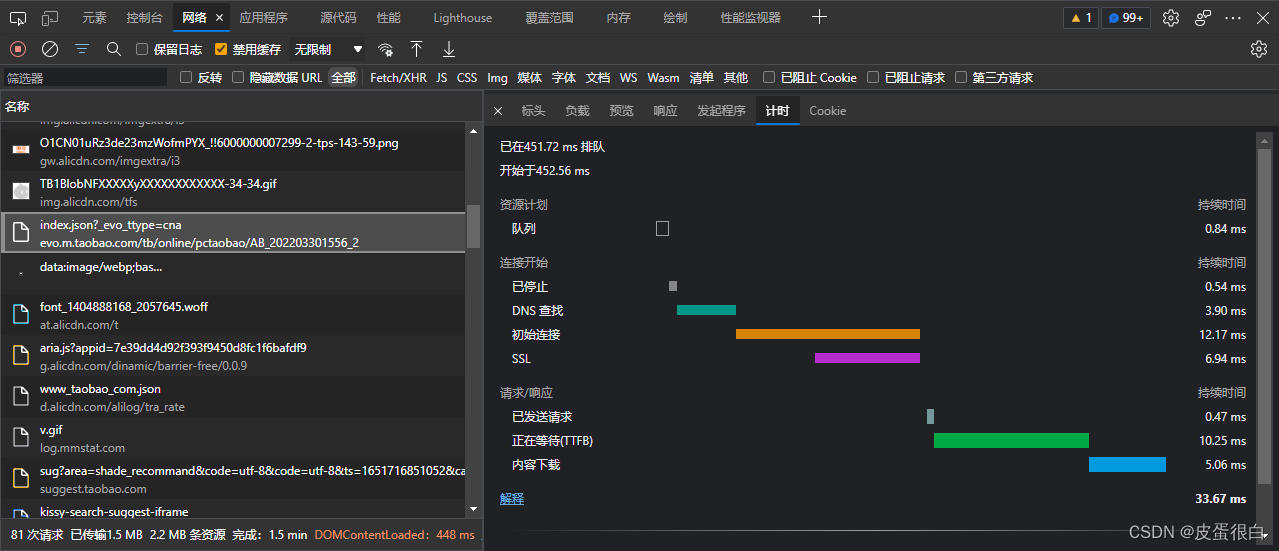 元素 控制台 网络 × 应用程序 源代码 性能 Lighthouse 覆盖范围 内存 绘制 性能监视器 1 99+
保留日志 禁用缓存 无限制
筛选器 反转 隐藏数据 URL 全部 Fetch/XHR JS CSS Img 媒体 字体 文档 WS Wasm 清单 其他 已阻止 Cookie 已阻止请求 第三方请求
名称
O1CN01uRz3de23mzWofmPYX_!!6000000007299-2-tps-143-59.png
gw.alicdn.com/imgextra/i3
TB1BlobNFXXXXXyXXXXXXXXXXXX-34-34.gif
img.alicdn.com/tfs
index.json?_evo_ttype=cna
evo.m.taobao.com/tb/online/pctaobao/AB_202203301556_2
data:image/webp;bas...
font_1404888168_2057645.woff
at.alicdn.com/t
aria.js?appid=7e39dd4d92f393f9450d8fc1f6bafdf9
g.alicdn.com/dinamic/barrier-free/0.0.9
www_taobao_com.json
d.alicdn.com/alilog/tra_rate
v.gif
log.mmstat.com
sug?area=shade_recommand&code=utf-8&code=utf-8&ts=1651716851052&ca
suggest.taobao.com
kissy-search-suggest-iframe
81 次请求 已传输1.5 MB 2.2 MB 条资源 完成：1.5 min DOMContentLoaded：448 ms
× 标头 负载 预览 响应 发起程序 计时 Cookie
已在451.72 ms 排队
开始于452.56 ms
资源计划 持续时间
队列 0.84 ms
连接开始 持续时间
已停止 0.54 ms
DNS 查找 3.90 ms
初始连接 12.17 ms
SSL 6.94 ms
请求/响应 持续时间
已发送请求 0.47 ms
正在等待(TTFB) 10.25 ms
内容下载 5.06 ms
解释 33.67 ms
CSDN @皮蛋很白